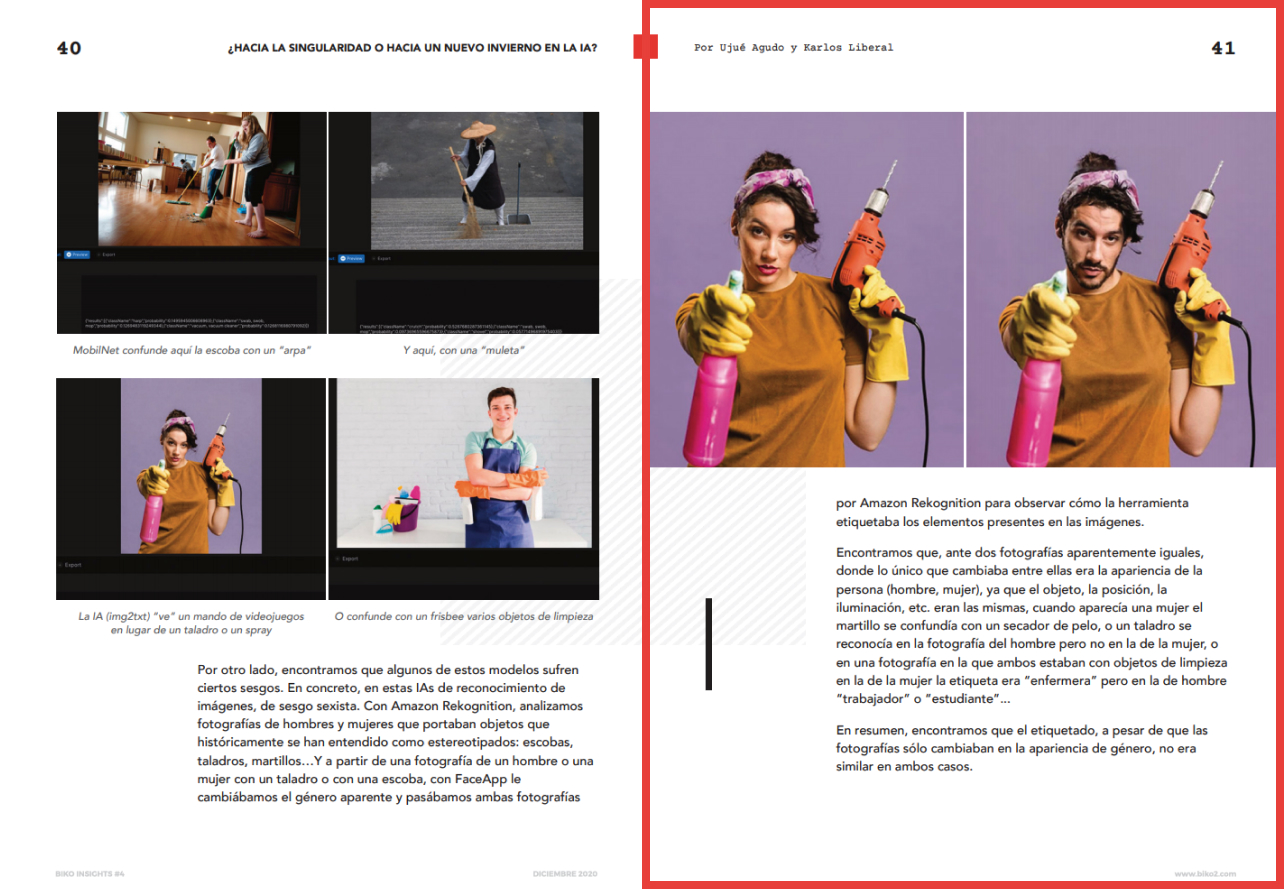 40
¿HACIA LA SINGULARIDAD O HACIA UN NUEVO INVIERNO EN LA IA?
Preview
Export
Preview
Export
MobilNet confunde aquí la escoba con un “arpa”
Y aquí, con una “muleta”
Export
Export
La IA (img2txt) “ve” un mando de videojuegos
en lugar de un taladro o un spray
O confunde con un frisbee varios objetos de limpieza
Por otro lado, encontramos que algunos de estos modelos sufren
ciertos sesgos. En concreto, en estas IAs de reconocimiento de
imágenes, de sesgo sexista. Con Amazon Rekognition, analizamos
fotografías de hombres y mujeres que portaban objetos que
históricamente se han entendido como estereotipados: escobas,
taladros, martillos…Y a partir de una fotografía de un hombre o una
mujer con un taladro o con una escoba, con FaceApp le
cambiábamos el género aparente y pasábamos ambas fotografías
BIKO INSIGHTS #4
DICIEMBRE 2020
Por Ujué Agudo y Karlos Liberal
41
por Amazon Rekognition para observar cómo la herramienta
etiquetaba los elementos presentes en las imágenes.
Encontramos que, ante dos fotografías aparentemente iguales,
donde lo único que cambiaba entre ellas era la apariencia de la
persona (hombre, mujer), ya que el objeto, la posición, la
iluminación, etc. eran las mismas, cuando aparecía una mujer el
martillo se confundía con un secador de pelo, o un taladro se
reconocía en la fotografía del hombre pero no en la de la mujer, o
en una fotografía en la que ambos estaban con objetos de limpieza
en la de la mujer la etiqueta era “enfermera” pero en la de hombre
“trabajador” o “estudiante”...
En resumen, encontramos que el etiquetado, a pesar de que las
fotografías sólo cambiaban en la apariencia de género, no era
similar en ambos casos.
www.biko2.com